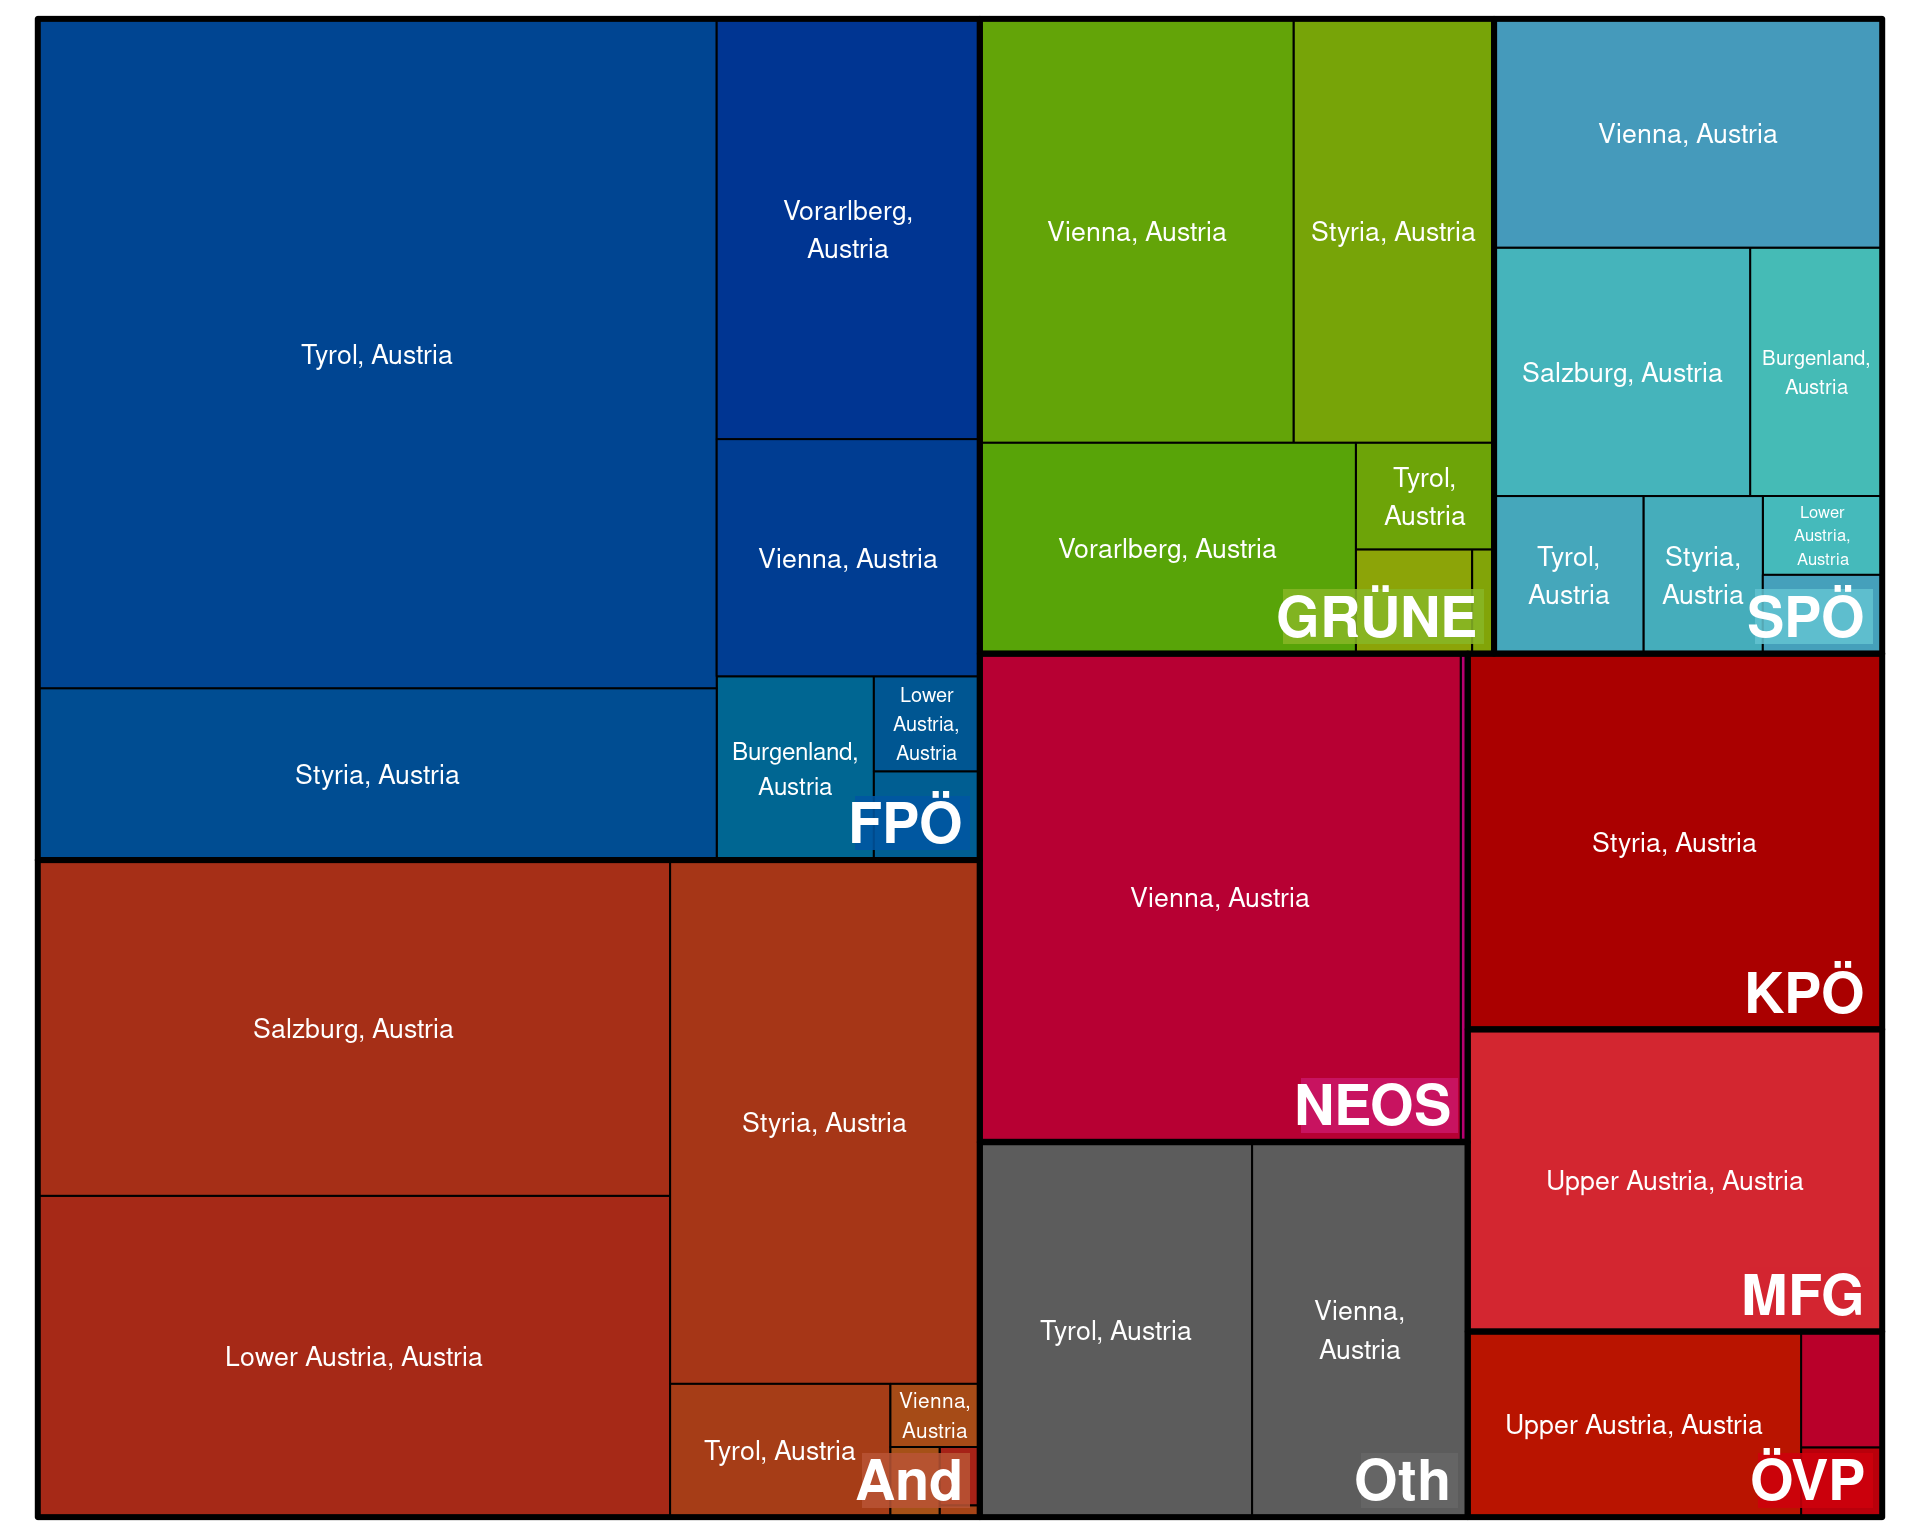 Tyrol, Austria
Vorarlberg,
Austria
Vienna, Austria
Styria, Austria
Burgenland,
Austria
Lower
Austria,
Austria
FPÖ
Salzburg, Austria
Lower Austria, Austria
Styria, Austria
Tyrol, Austria
Vienna,
Austria
And
Vienna, Austria
Styria, Austria
Vorarlberg, Austria
Tyrol,
Austria
GRÜNE
Vienna, Austria
Salzburg, Austria
Burgenland,
Austria
Tyrol,
Austria
Styria,
Austria
Lower
Austria,
Austria
SPÖ
Vienna, Austria
NEOS
Styria, Austria
KPÖ
Upper Austria, Austria
MFG
Tyrol, Austria
Vienna,
Austria
Oth
Upper Austria, Austria
ÖVP